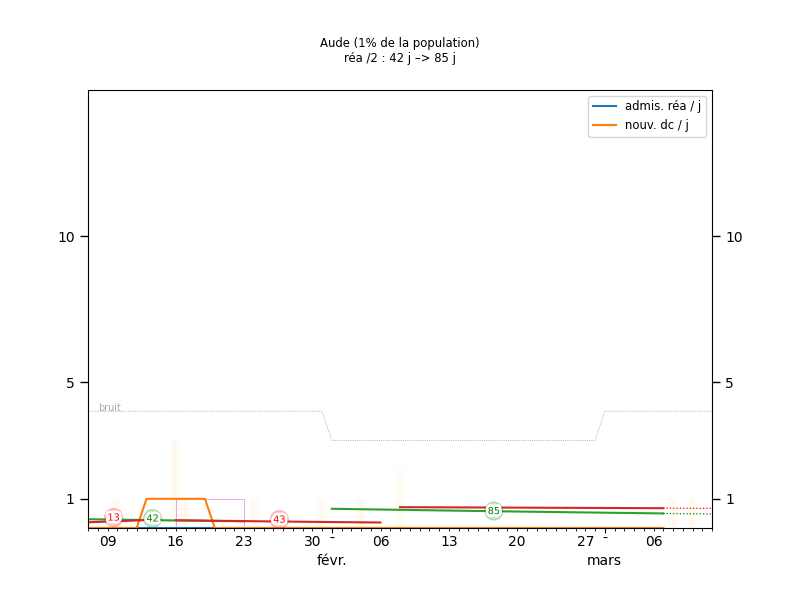 Aude (1% de la population)
réa /2 : 42 j –> 85 j
admis. réa / j
nouv. dc / j
10 10
5 5
bruit
1 1
13 42 43 85
09 16 23 30 - 06 13 20 27 - 06
févr. mars